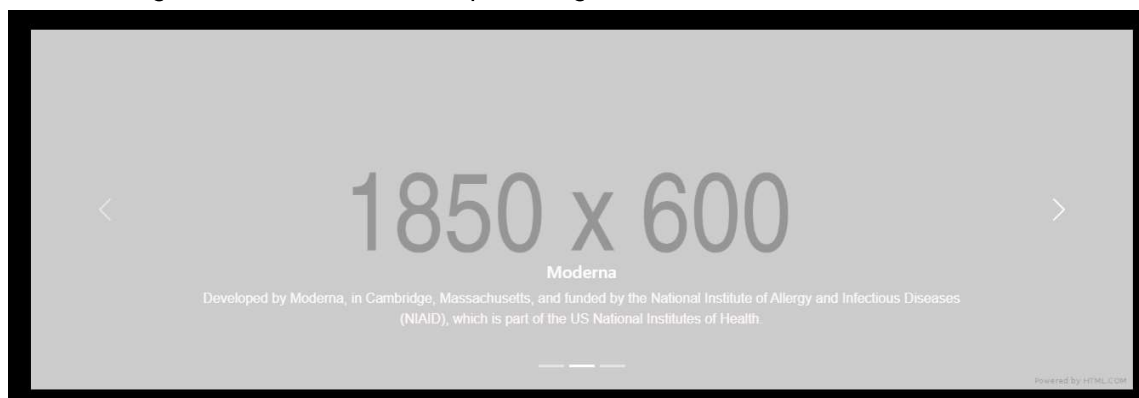 1850 x 600
Moderna
Developed by Moderna, in Cambridge, Massachusetts, and funded by the National Institute of Allergy and Infectious Diseases
(NIAID), which is part of the US National Institutes of Health.
Powered by HTML.COM